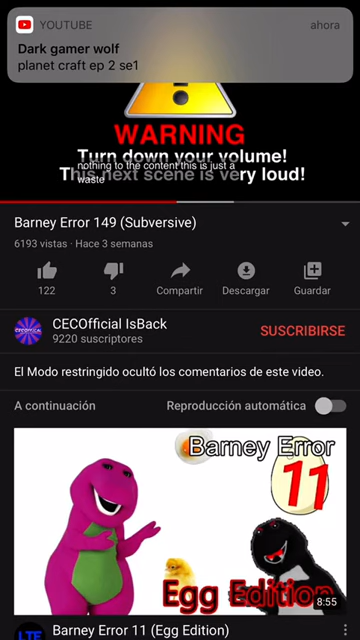 YOUTUBE
ahora
Dark gamer wolf
planet craft ep 2 se1
WARNING
Turn down your volume!
nothing to the content this is just a
This next scene is very loud!
waste
Barney Error 149 (Subversive)
6193 vistas · Hace 3 semanas
122
3
Compartir
Descargar
Guardar
CECOfficial IsBack
9220 suscriptores
SUSCRIBIRSE
El Modo restringido ocultó los comentarios de este video.
A continuación
Reproducción automática
Barney Error
11
Egg Edition
8:55
LTE
Barney Error 11 (Egg Edition)